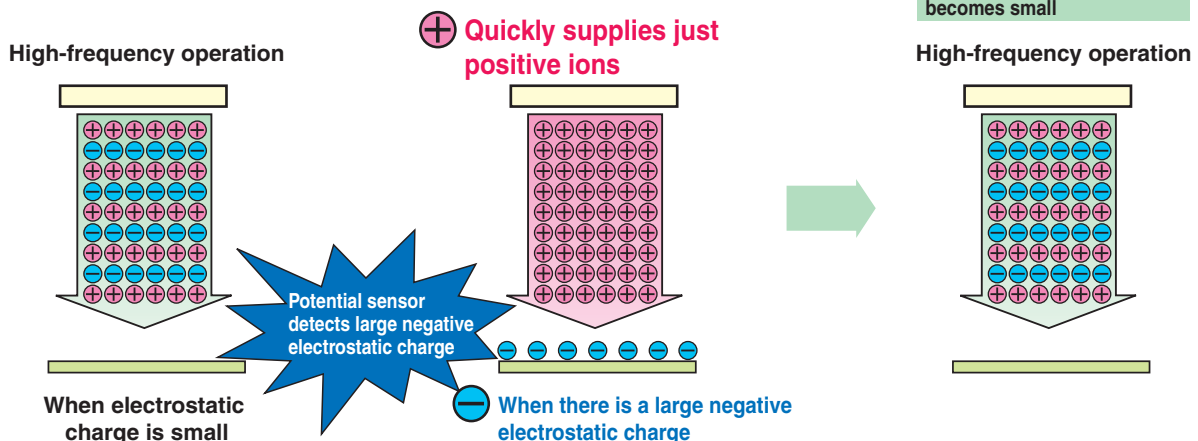 becomes small
High-frequency operation
Quickly supplies just
positive ions
High-frequency operation
Potential sensor
detects large negative
electrostatic charge
When electrostatic
charge is small
When there is a large negative
electrostatic charge